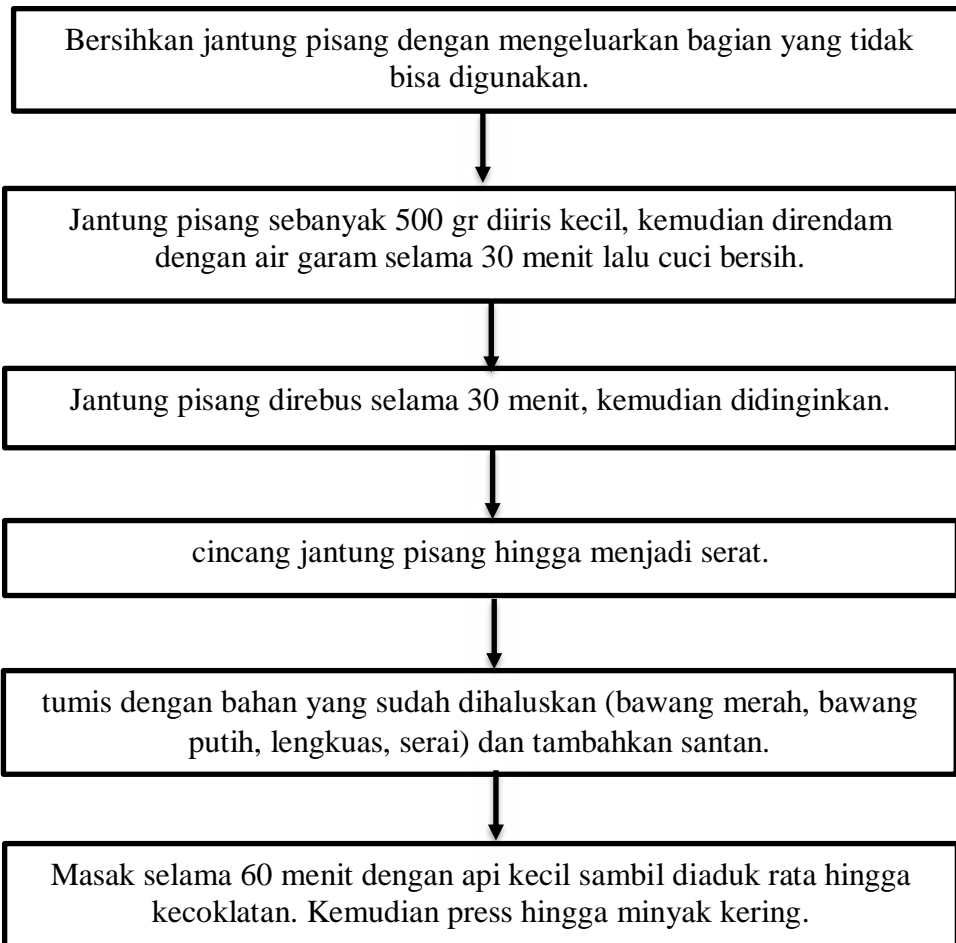 Bersihkan jantung pisang dengan mengeluarkan bagian yang tidak
bisa digunakan.
Jantung pisang sebanyak 500 gr diiris kecil, kemudian direndam
dengan air garam selama 30 menit lalu cuci bersih.
Jantung pisang direbus selama 30 menit, kemudian didinginkan.
cincang jantung pisang hingga menjadi serat.
tumis dengan bahan yang sudah dihaluskan (bawang merah, bawang
putih, lengkuas, serai) dan tambahkan santan.
Masak selama 60 menit dengan api kecil sambil diaduk rata hingga
kecoklatan. Kemudian press hingga minyak kering.